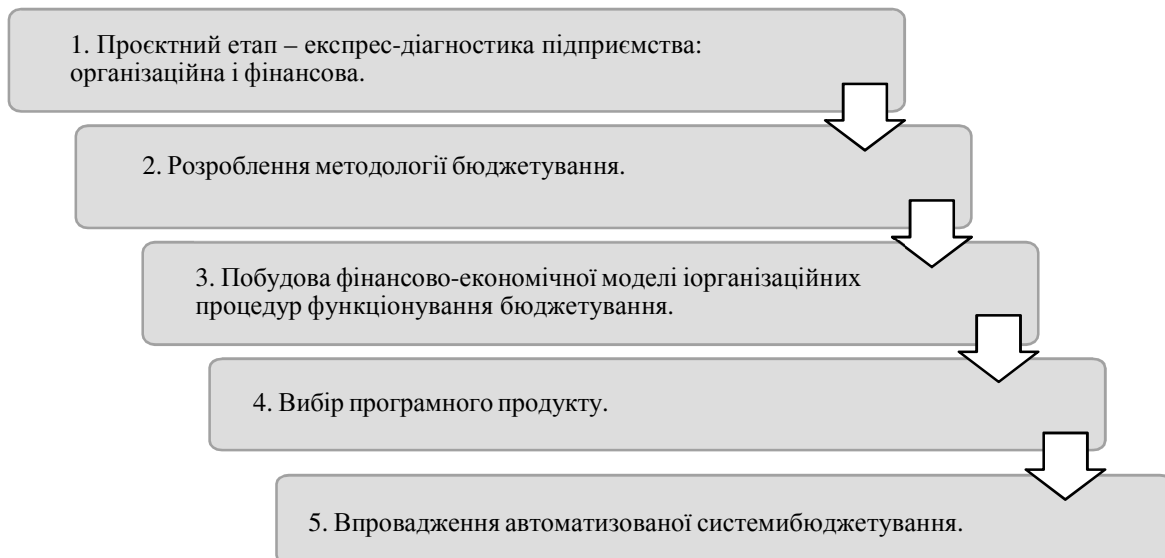 1. Проєктний етап – експрес-діагностика підприємства:
організаційна і фінансова.
2. Розроблення методології бюджетування.
3. Побудова фінансово-економічної моделі іорганізаційних
процедур функціонування бюджетування.
4. Вибір програмного продукту.
5. Впровадження автоматизованої системибюджетування.